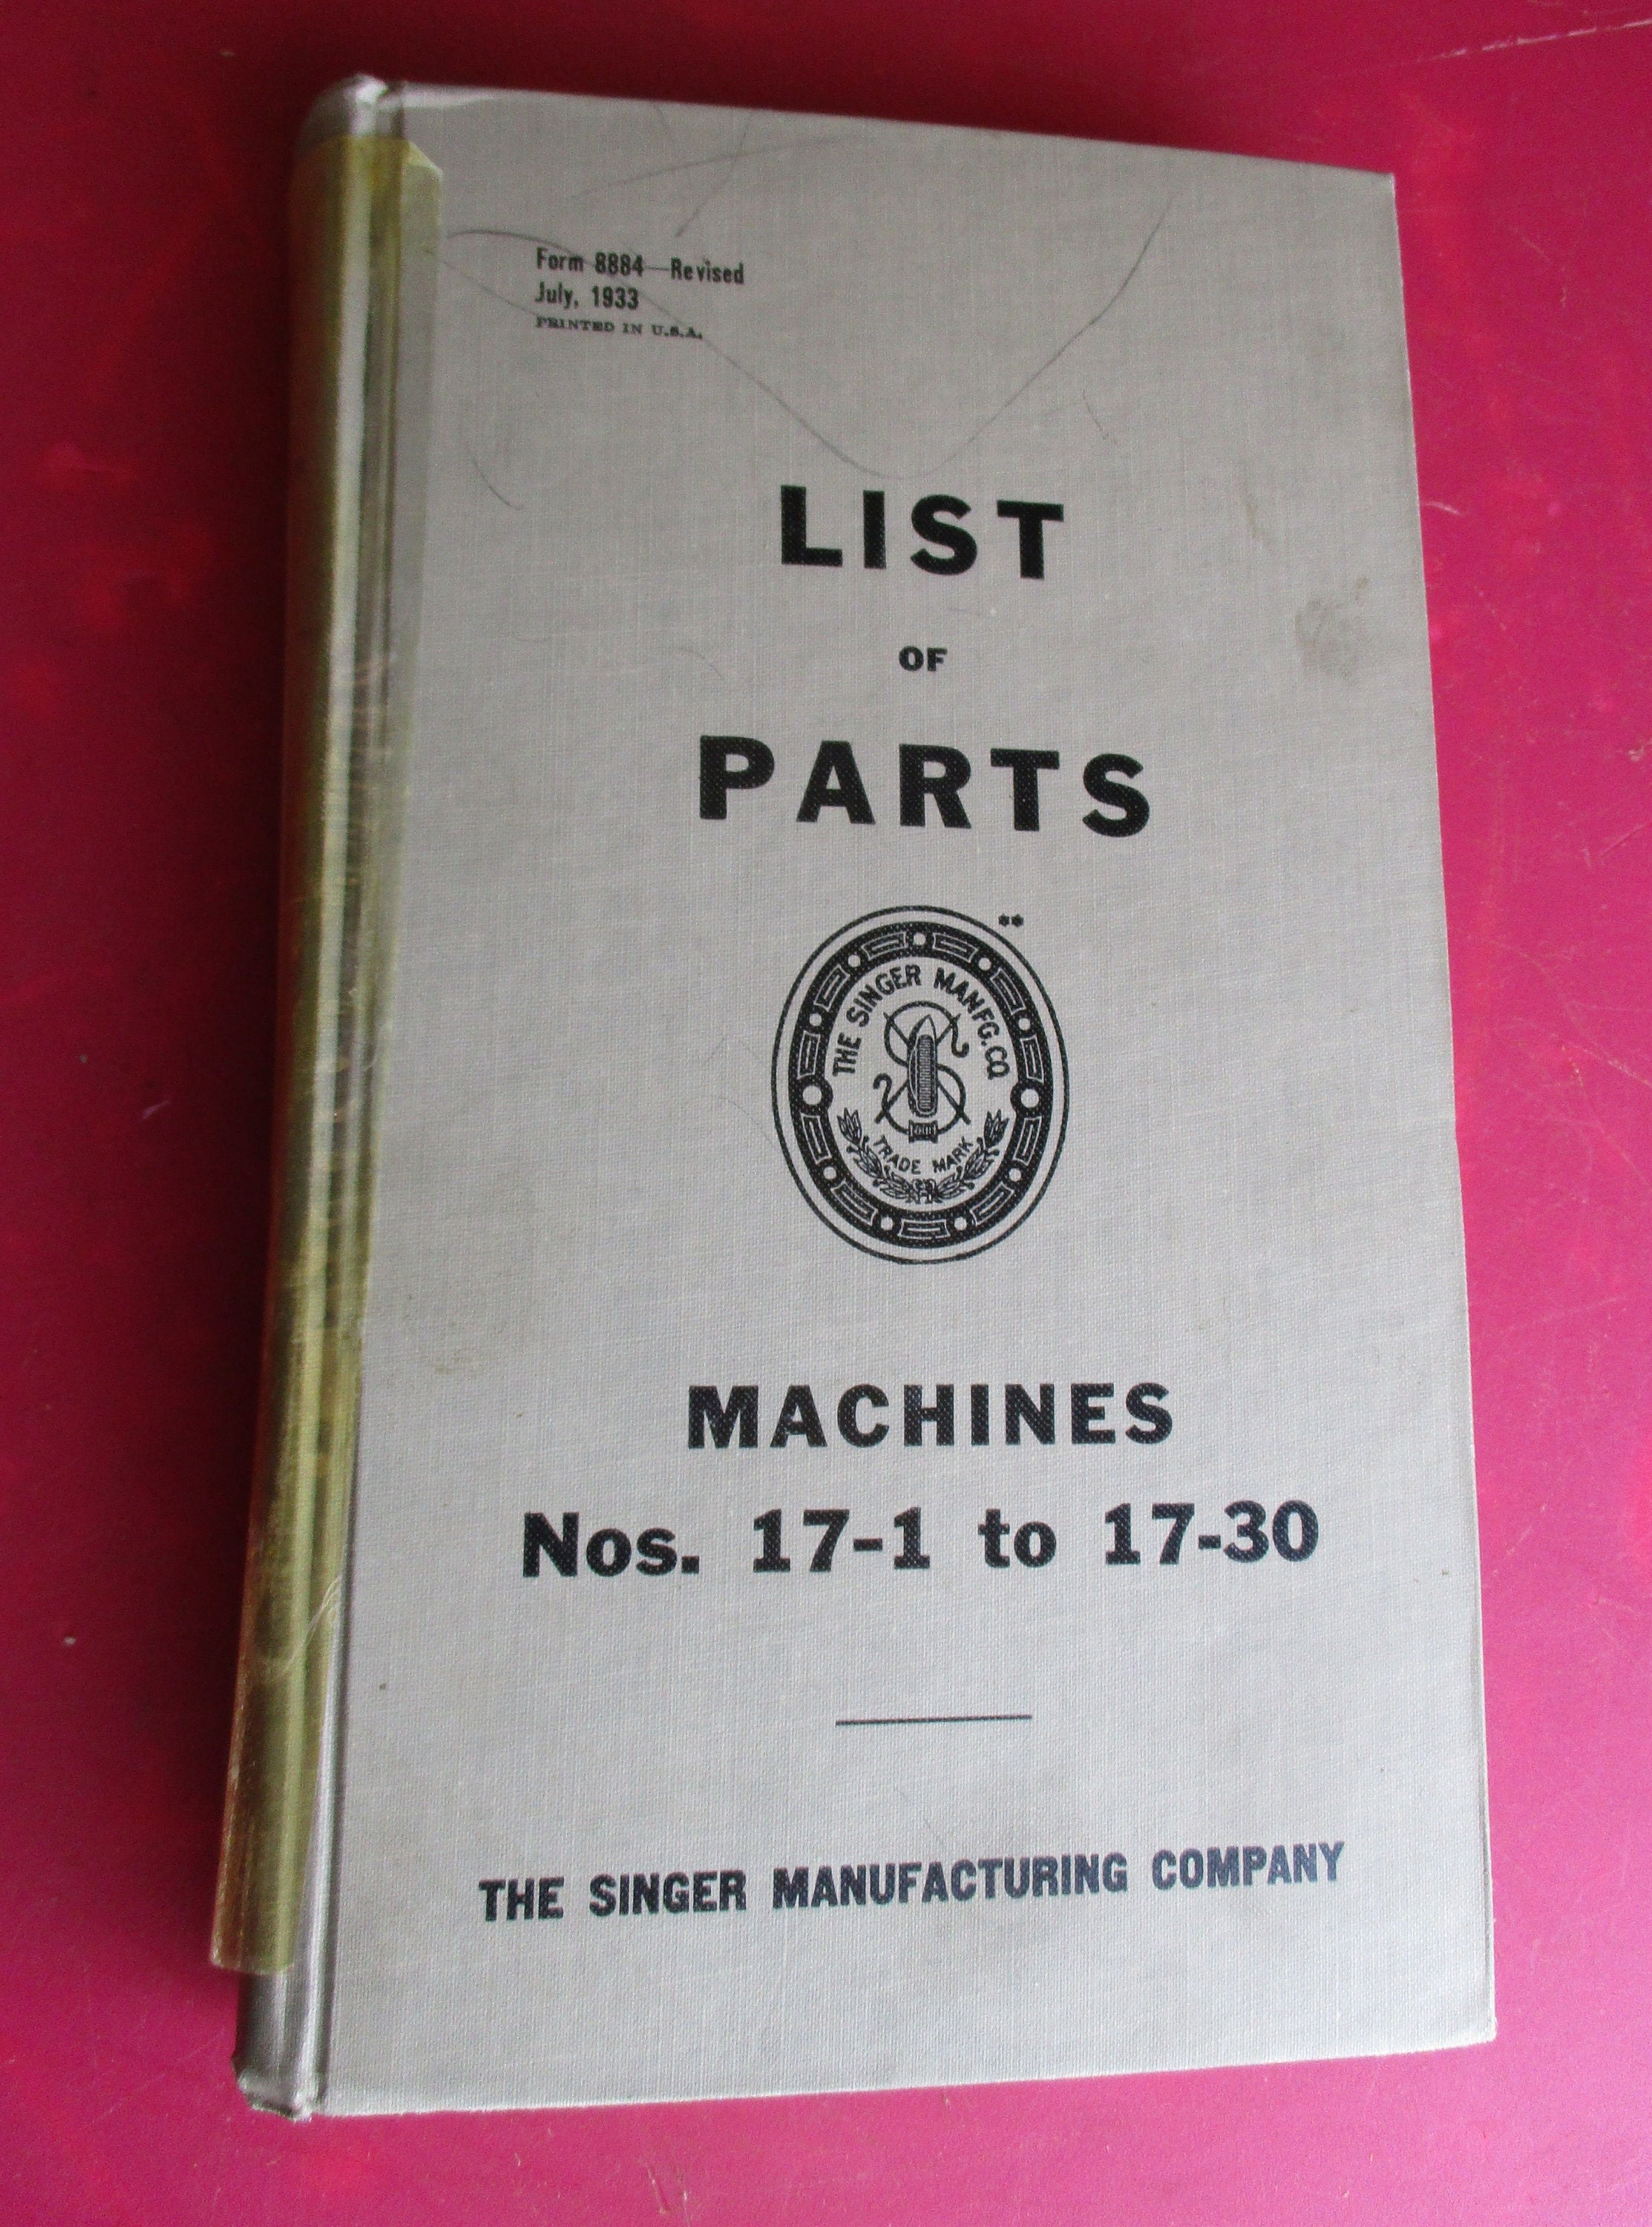 Form 8884—Revised
July, 1933
PRINTED IN U.S.A.
LIST
OF
PARTS
**
THE SINGER MANFG. CO
TRADE MARK
MACHINES
Nos. 17-1 to 17-30
THE SINGER MANUFACTURING COMPANY